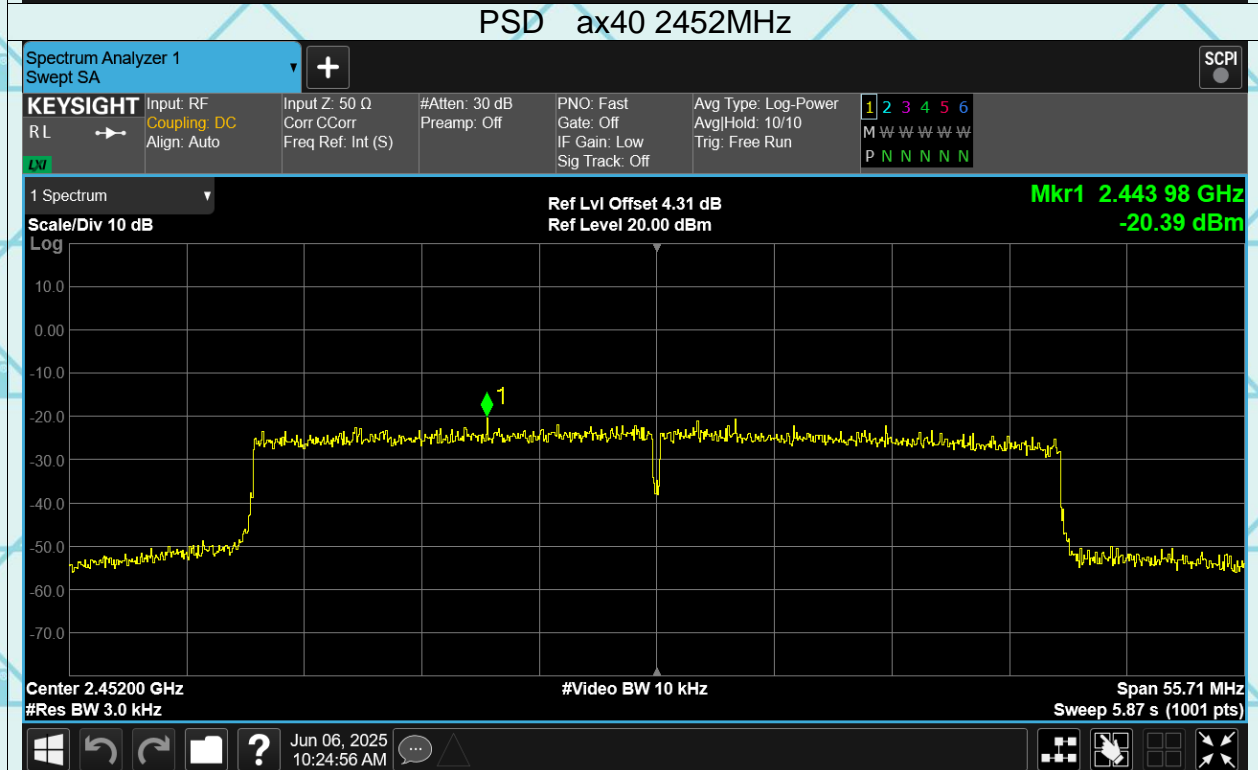 PSD ax40 2452MHz
Spectrum Analyzer 1
Swept SA
SCPI
KEYSIGHT Input: RF Input Z: 50 Ω #Atten: 30 dB PNO: Fast Avg Type: Log-Power 1 2 3 4 5 6
R L Coupling: DC Corr CCorr Preamp: Off Gate: Off Avg|Hold: 10/10 M W W W W W
Align: Auto Freq Ref: Int (S) IF Gain: Low Trig: Free Run P N N N N N
LXI Sig Track: Off
1 Spectrum Ref Lvl Offset 4.31 dB Mkr1 2.443 98 GHz
Scale/Div 10 dB Ref Level 20.00 dBm -20.39 dBm
Log
10.0
0.00
-10.0
1
-20.0
-30.0
-40.0
-50.0
-60.0
-70.0
Center 2.45200 GHz #Video BW 10 kHz Span 55.71 MHz
#Res BW 3.0 kHz Sweep 5.87 s (1001 pts)
? Jun 06, 2025
10:24:56 AM